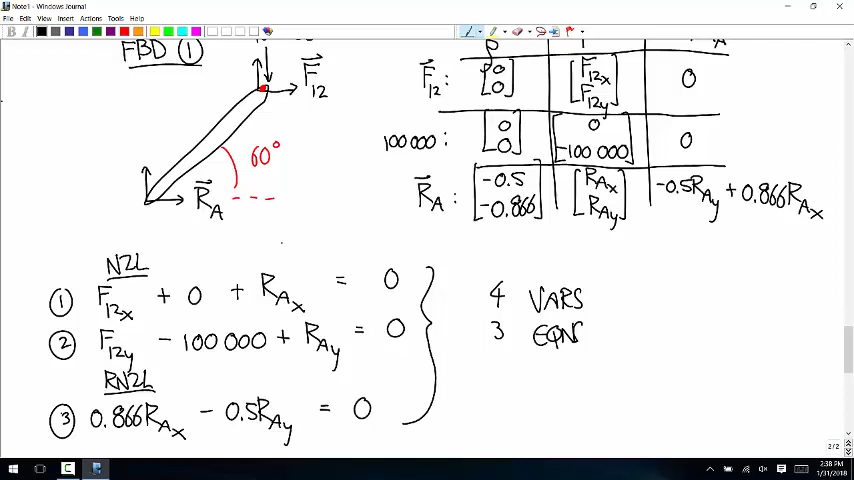 Note1 - Windows Journal
File Edit View Insert Actions Tools Help
FBD ①
F⃗12
60°
R⃗A
F⃗12: [0 0] [F12x F12y] 0
100 000: [0 0] [0 -100 000] 0
R⃗A: [-0.5 -0.866] [RAx RAy] -0.5RAy + 0.866RAx
N2L
① F12x + 0 + RAx = 0
② F12y - 100 000 + RAy = 0
RN2L
③ 0.866RAx - 0.5RAy = 0
4 VARS
3 EQNS
2/2
2:38 PM
1/31/2018